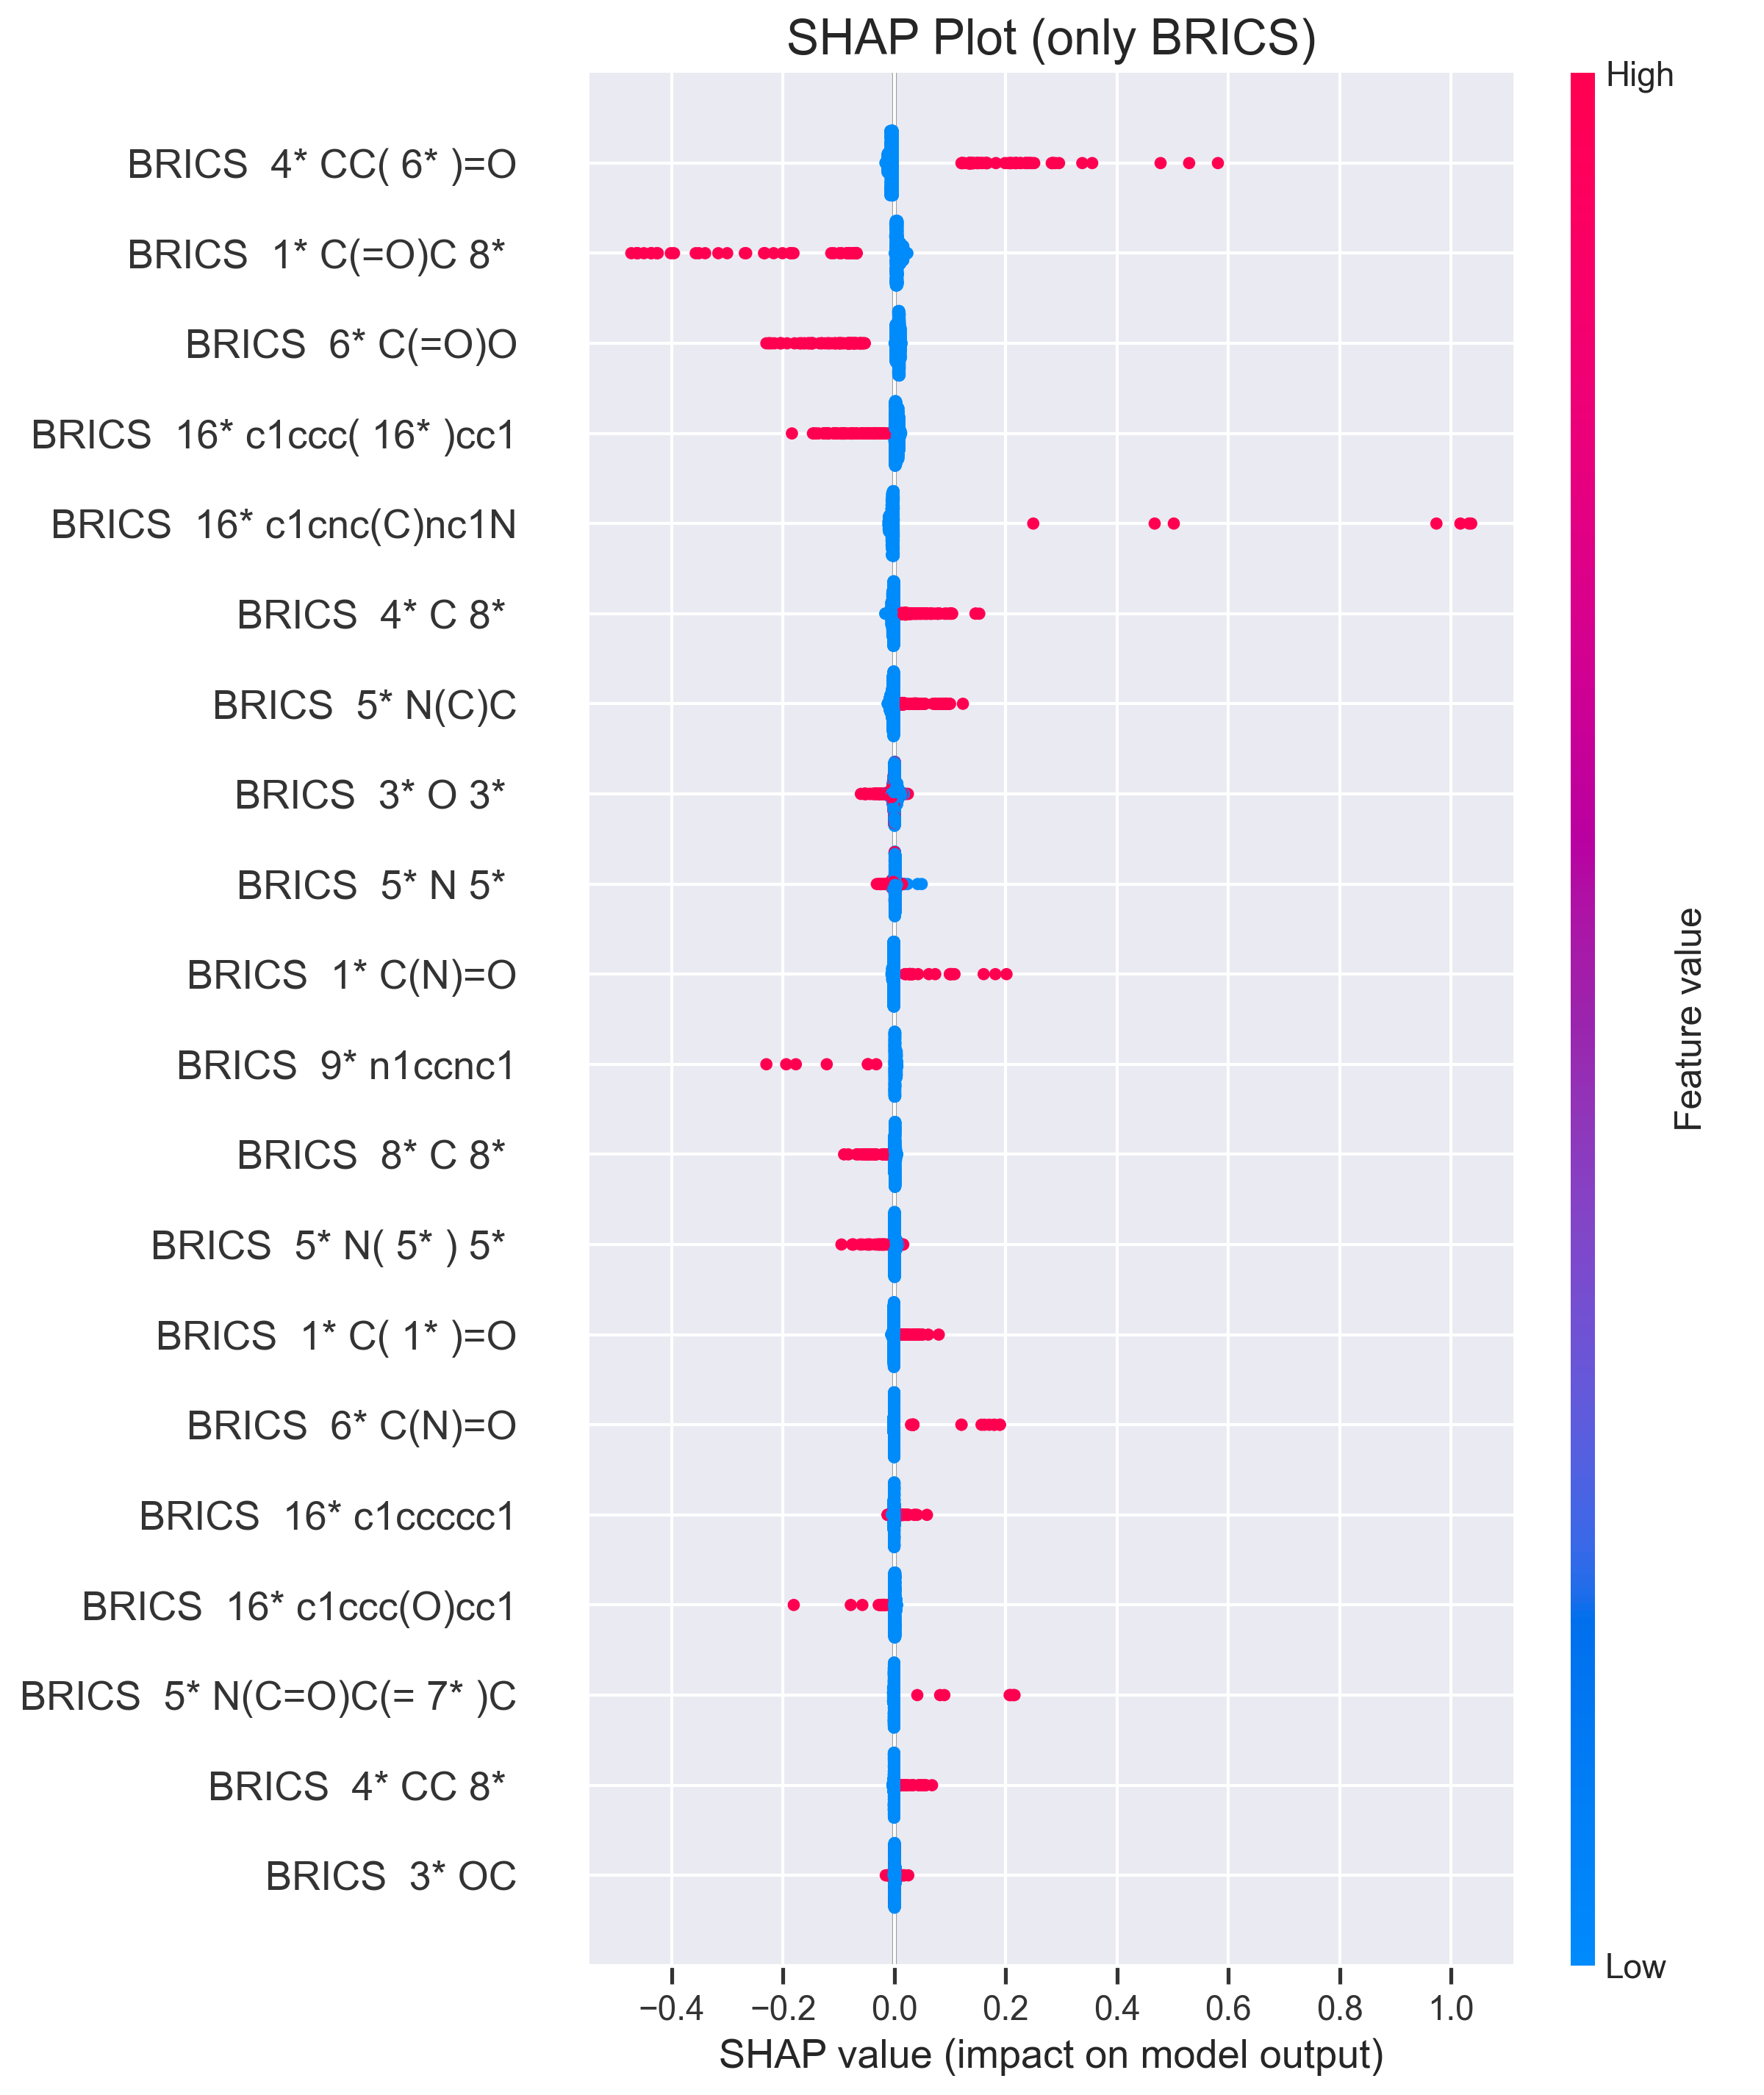 SHAP Plot (only BRICS)
High
BRICS 4* CC( 6* )=O
BRICS 1* C(=O)C 8*
BRICS 6* C(=O)O
BRICS 16* c1ccc( 16* )cc1
BRICS 16* c1cnc(C)nc1N
BRICS 4* C 8*
BRICS 5* N(C)C
BRICS 3* O 3*
BRICS 5* N 5*
BRICS 1* C(N)=O
BRICS 9* n1ccnc1
BRICS 8* C 8*
BRICS 5* N( 5* ) 5*
BRICS 1* C( 1* )=O
BRICS 6* C(N)=O
BRICS 16* c1ccccc1
BRICS 16* c1ccc(O)cc1
BRICS 5* N(C=O)C(= 7* )C
BRICS 4* CC 8*
BRICS 3* OC
Feature value
Low
−0.4 −0.2 0.0 0.2 0.4 0.6 0.8 1.0
SHAP value (impact on model output)